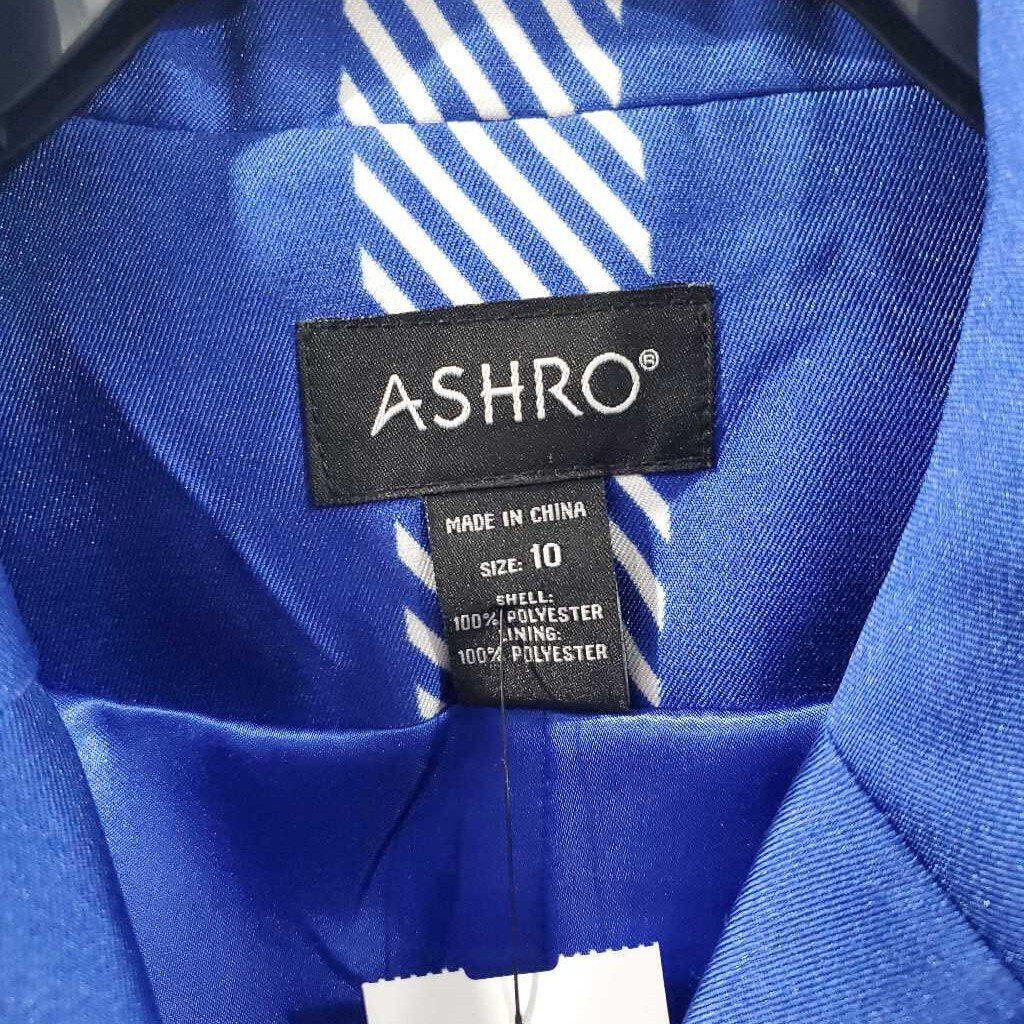 ASHRO®
MADE IN CHINA
SIZE: 10
SHELL:
100% POLYESTER
LINING:
100% POLYESTER